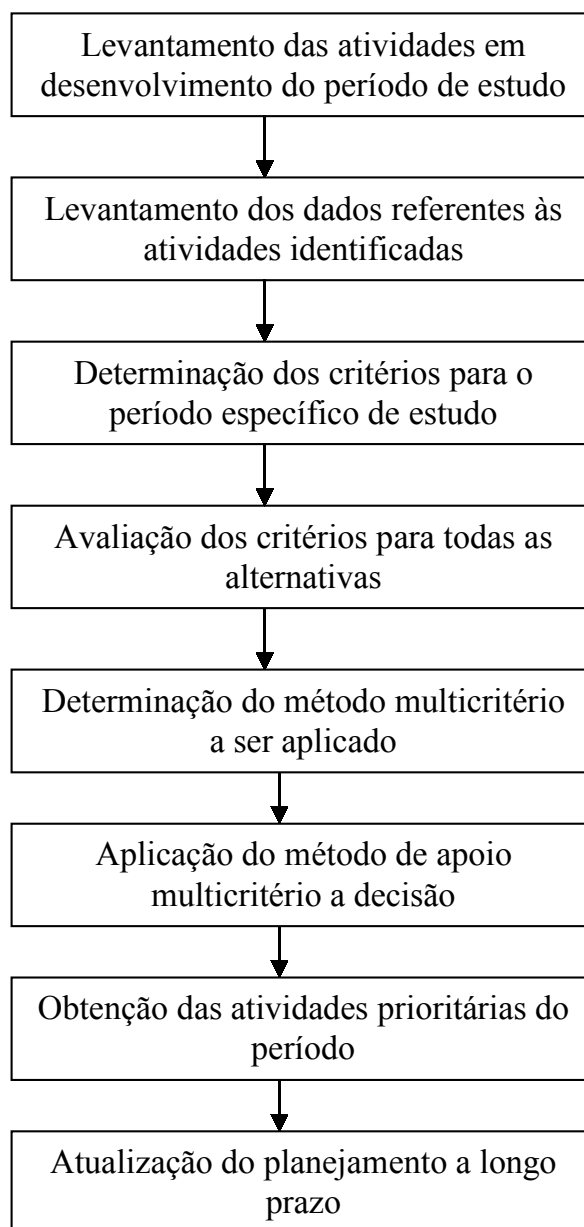 Levantamento das atividades em
desenvolvimento do período de estudo
Levantamento dos dados referentes às
atividades identificadas
Determinação dos critérios para o
período específico de estudo
Avaliação dos critérios para todas as
alternativas
Determinação do método multicritério
a ser aplicado
Aplicação do método de apoio
multicritério a decisão
Obtenção das atividades prioritárias do
período
Atualização do planejamento a longo
prazo